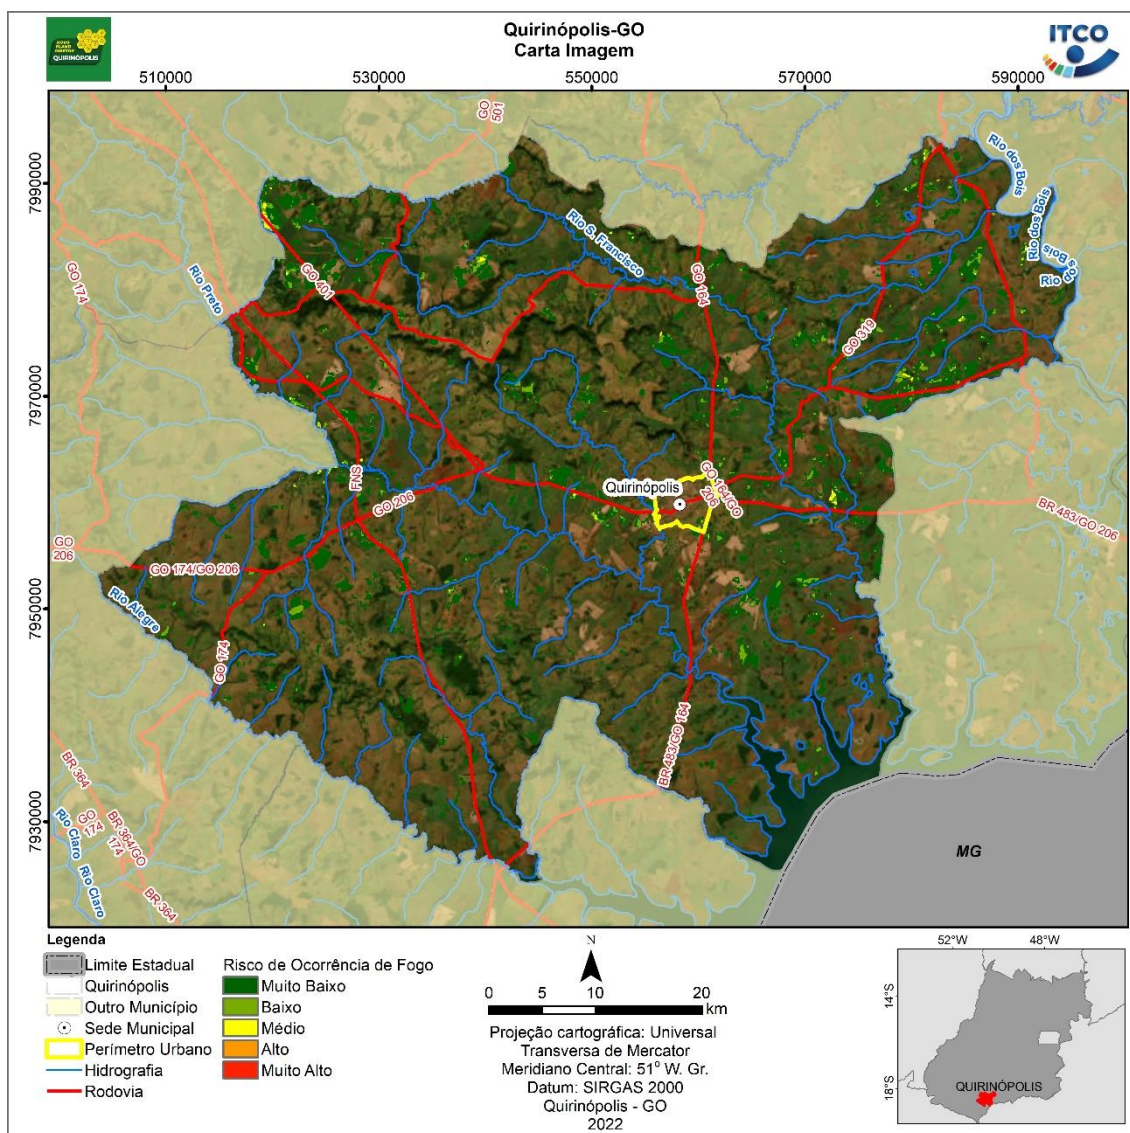 Quirinópolis-GO
Carta Imagem
QUIRINÓPOLIS
ITCO
510000
530000
550000
570000
590000
7990000
7970000
7950000
7930000
GO
501
Rio dos Bois
Rio dos Bois
Rio dos Bois
Rio S. Francisco
GO 174
Rio Preto
GO 401
GO 164
GO 319
FNS
GO 206
Quirinópolis
GO 164/GO
206
BR 483/GO 206
GO
206
GO 174/GO 206
Rio Alegre
GO 174
BR 483/GO 164
BR 364
GO
174
BR 364/GO
174
Rio Claro
Rio Claro
BR 364
MG
Legenda
Limite Estadual
Quirinópolis
Outro Município
Sede Municipal
Perímetro Urbano
Hidrografia
Rodovia
Risco de Ocorrência de Fogo
Muito Baixo
Baixo
Médio
Alto
Muito Alto
N
0 5 10 20
km
Projeção cartográfica: Universal
Transversa de Mercator
Meridiano Central: 51º W. Gr.
Datum: SIRGAS 2000
Quirinópolis - GO
2022
52°W
48°W
14°S
18°S
QUIRINÓPOLIS